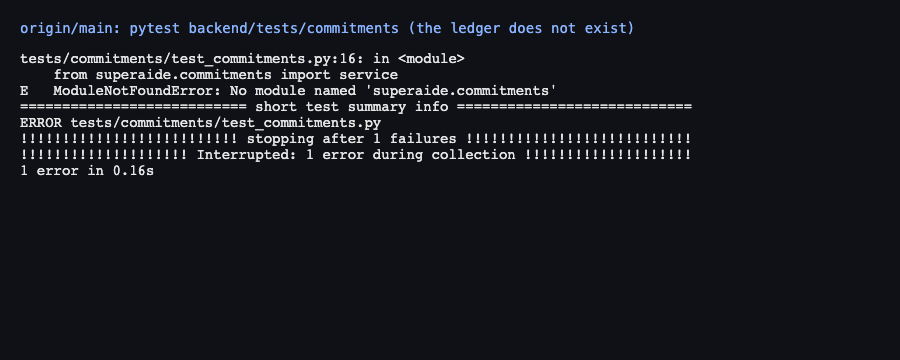 origin/main: pytest backend/tests/commitments (the ledger does not exist)
tests/commitments/test_commitments.py:16: in <module>
    from superaide.commitments import service
E   ModuleNotFoundError: No module named 'superaide.commitments'
=========================== short test summary info ============================
ERROR tests/commitments/test_commitments.py
!!!!!!!!!!!!!!!!!!!!!!!!!! stopping after 1 failures !!!!!!!!!!!!!!!!!!!!!!!!!!!
!!!!!!!!!!!!!!!!!!!! Interrupted: 1 error during collection !!!!!!!!!!!!!!!!!!!!
1 error in 0.16s